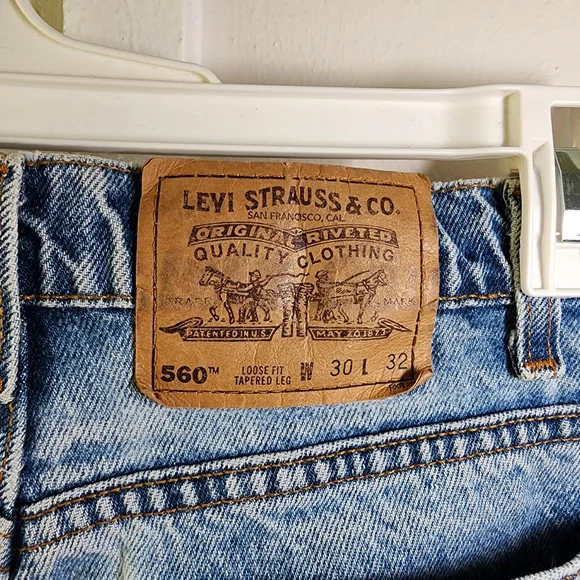 LEVI STRAUSS & CO.
SAN FRANCISCO, CAL.
ORIGINAL RIVETED
QUALITY CLOTHING
TRADE MARK
PATENTED IN U.S. MAY 20 1873
560™ LOOSE FIT W 30 L 32
TAPERED LEG